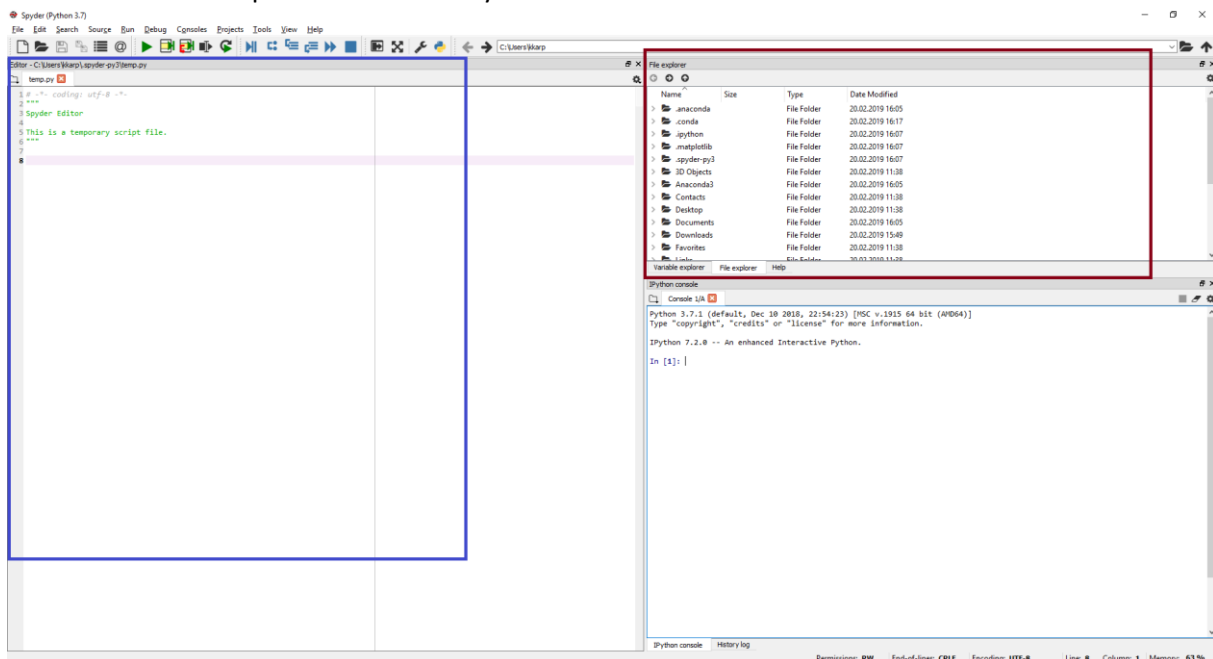 Spyder (Python 3.7)
File Edit Search Source Run Debug Consoles Projects Tools View Help
C:\Users\kkarp
Editor - C:\Users\kkarp\.spyder-py3\temp.py
temp.py
1 # -*- coding: utf-8 -*-
2 """
3 Spyder Editor
4
5 This is a temporary script file.
6 """
7
8
File explorer
Name Size Type Date Modified
.anaconda File Folder 20.02.2019 16:05
.conda File Folder 20.02.2019 16:17
.ipython File Folder 20.02.2019 16:07
.matplotlib File Folder 20.02.2019 16:07
.spyder-py3 File Folder 20.02.2019 16:07
3D Objects File Folder 20.02.2019 11:38
Anaconda3 File Folder 20.02.2019 16:05
Contacts File Folder 20.02.2019 11:38
Desktop File Folder 20.02.2019 11:38
Documents File Folder 20.02.2019 16:05
Downloads File Folder 20.02.2019 15:49
Favorites File Folder 20.02.2019 11:38
Links File Folder 20.02.2019 11:38
Variable explorer File explorer Help
IPython console
Console 1/A
Python 3.7.1 (default, Dec 10 2018, 22:54:23) [MSC v.1915 64 bit (AMD64)]
Type "copyright", "credits" or "license" for more information.
IPython 7.2.0 -- An enhanced Interactive Python.
In [1]:
IPython console History log
Permissions: RW End-of-lines: CRLF Encoding: UTF-8 Line: 8 Column: 1 Memory: 63 %